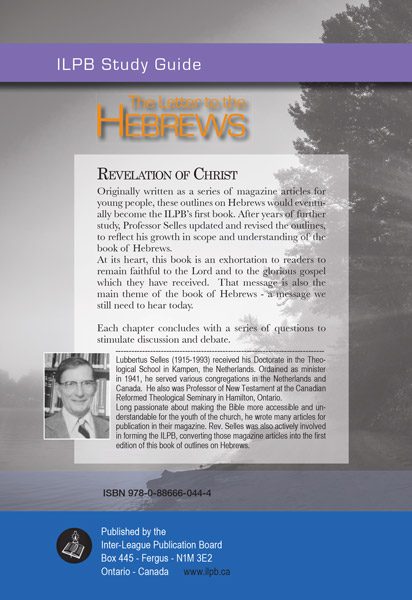 ILPB Study Guide
The Letter to the
HEBREWS
REVELATION OF CHRIST
Originally written as a series of magazine articles for
young people, these outlines on Hebrews would eventu-
ally become the ILPB's first book. After years of further
study, Professor Selles updated and revised the outlines,
to reflect his growth in scope and understanding of the
book of Hebrews.
At its heart, this book is an exhortation to readers to
remain faithful to the Lord and to the glorious gospel
which they have received. That message is also the
main theme of the book of Hebrews - a message we
still need to hear today.
Each chapter concludes with a series of questions to
stimulate discussion and debate.
Lubbertus Selles (1915-1993) received his Doctorate in the Theo-
logical School in Kampen, the Netherlands. Ordained as minister
in 1941, he served various congregations in the Netherlands and
Canada. He also was Professor of New Testament at the Canadian
Reformed Theological Seminary in Hamilton, Ontario.
Long passionate about making the Bible more accessible and un-
derstandable for the youth of the church, he wrote many articles for
publication in their magazine. Rev. Selles was also actively involved
in forming the ILPB, converting those magazine articles into the first
edition of this book of outlines on Hebrews.
ISBN 978-0-88666-044-4
Published by the
Inter-League Publication Board
Box 445 - Fergus - N1M 3E2
Ontario - Canada www.ilpb.ca